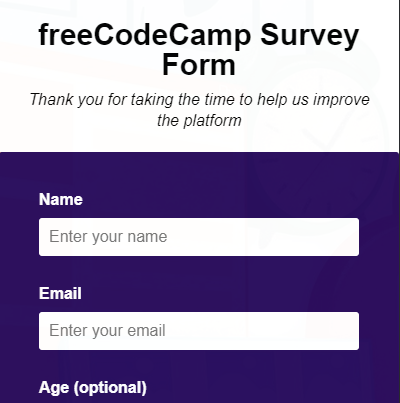 freeCodeCamp Survey
Form
Thank you for taking the time to help us improve
the platform
Name
Enter your name
Email
Enter your email
Age (optional)